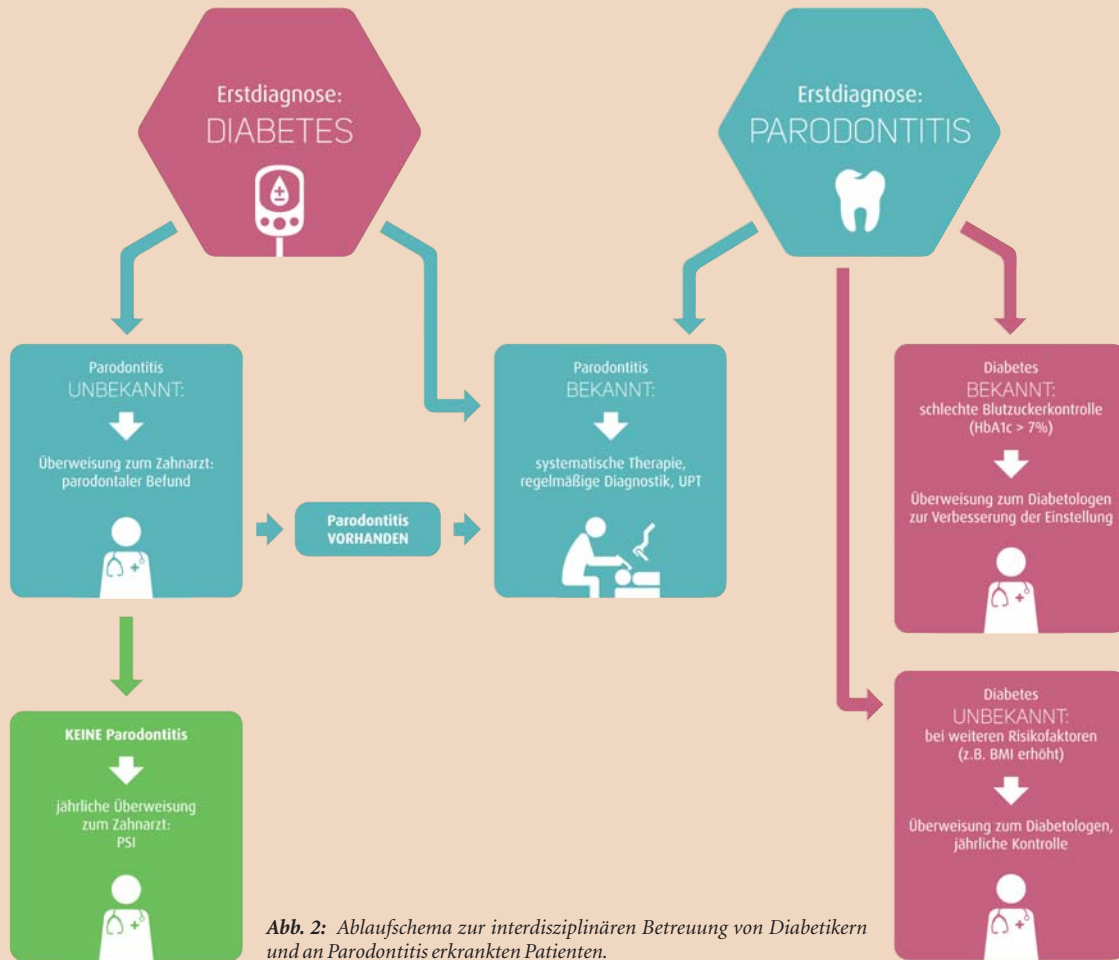 Erstdiagnose:
DIABETES
Erstdiagnose:
PARODONTITIS
Parodontitis
UNBEKANNT:
Überweisung zum Zahnarzt:
parodontaler Befund
Parodontitis
VORHANDEN
Parodontitis
BEKANNT:
systematische Therapie,
regelmäßige Diagnostik, UPT
Diabetes
BEKANNT:
schlechte Blutzuckerkontrolle
(HbA1c > 7%)
Überweisung zum Diabetologen
zur Verbesserung der Einstellung
KEINE Parodontitis
jährliche Überweisung
zum Zahnarzt:
PSI
Diabetes
UNBEKANNT:
bei weiteren Risikofaktoren
(z.B. BMI erhöht)
Überweisung zum Diabetologen,
jährliche Kontrolle
Abb. 2: Ablaufschema zur interdisziplinären Betreuung von Diabetikern
und an Parodontitis erkrankten Patienten.